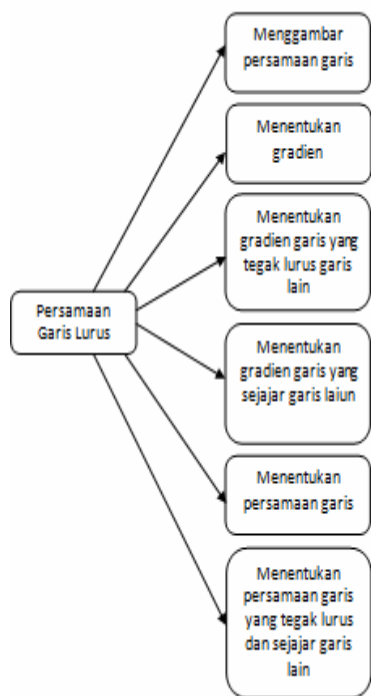 Menggambar
persamaan garis
Menentukan
gradien
Menentukan
gradien garis yang
tegak lurus garis
lain
Persamaan
Garis Lurus
Menentukan
gradien garis yang
sejajar garis laiun
Menentukan
persamaan garis
Menentukan
persamaan garis
yang tegak lurus
dan sejajar garis
lain